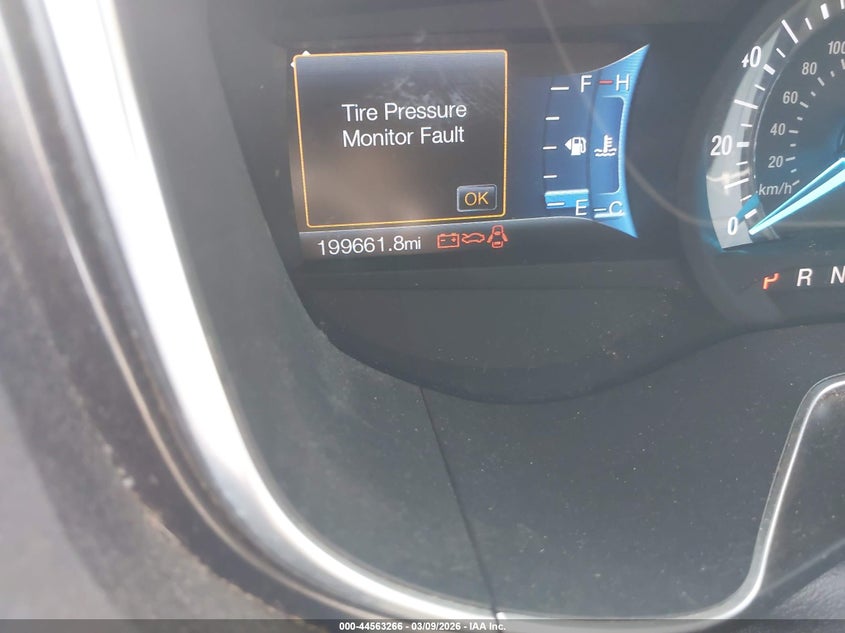 Tire Pressure
Monitor Fault
OK
F H
E C
199661.8mi
40
20
0
100
80
60
40
20
km/h
P R N
000-44563266 - 03/09/2026 - IAA Inc.